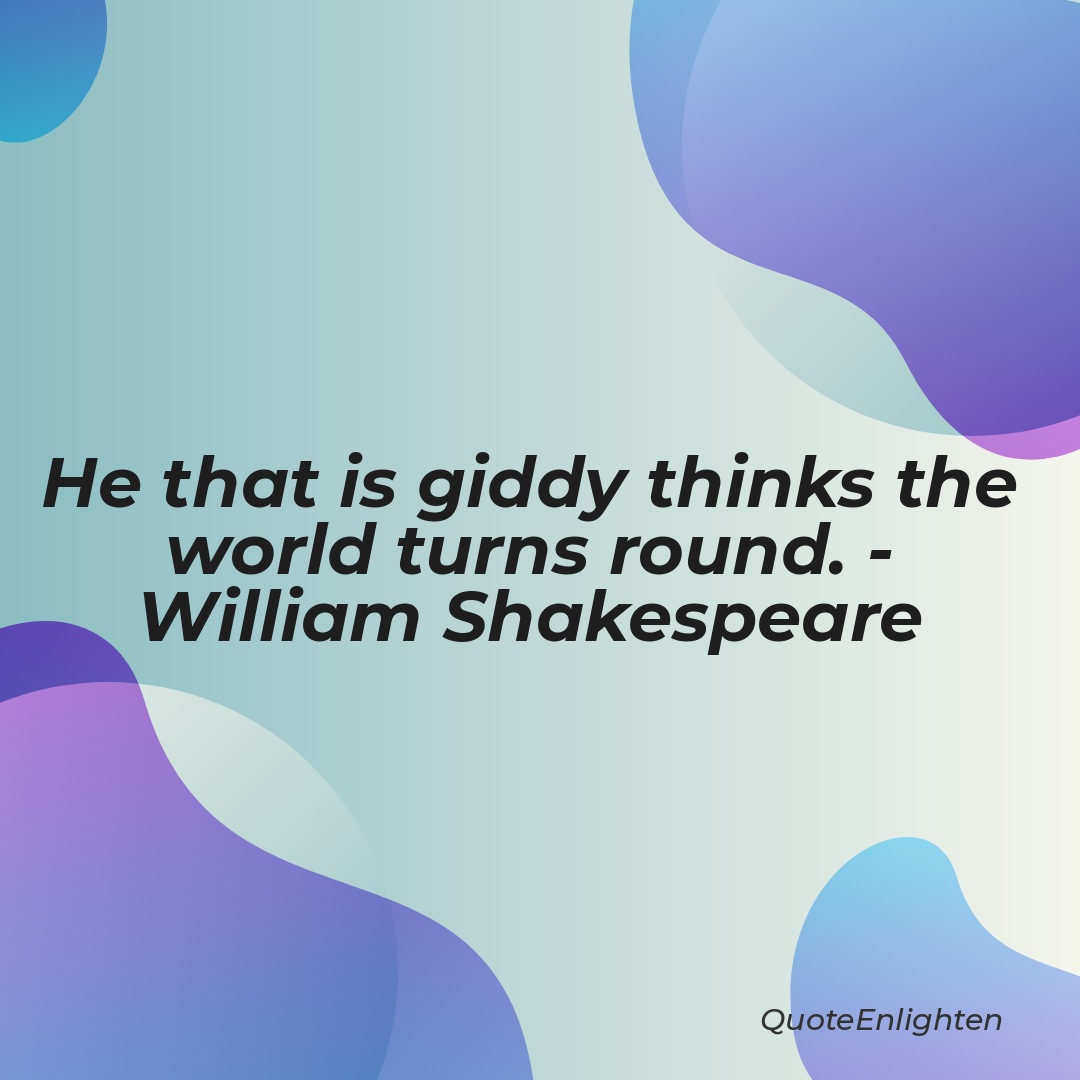 He that is giddy thinks the
world turns round. -
William Shakespeare
QuoteEnlighten